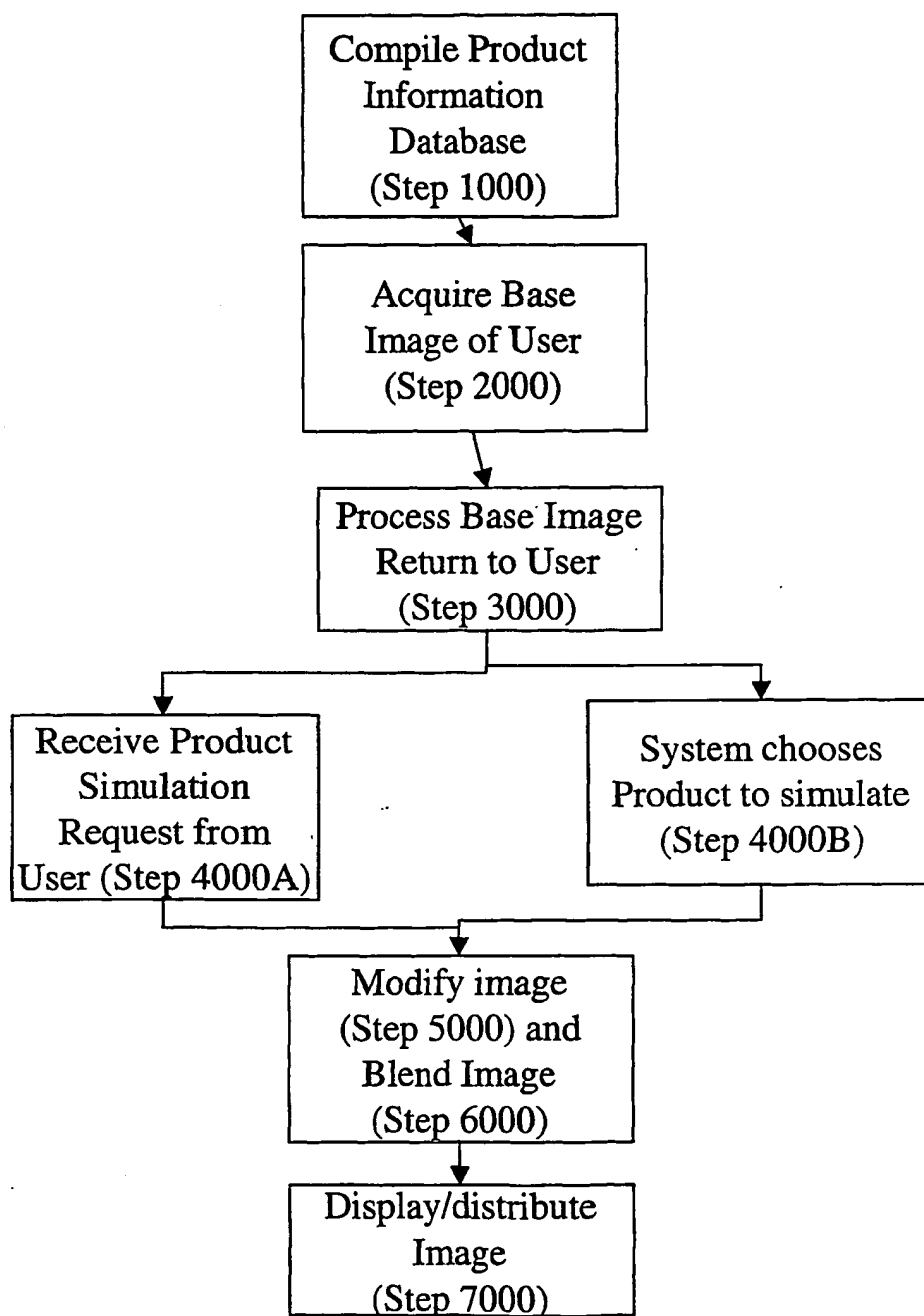 Compile Product
Information
Database
(Step 1000)
Acquire Base
Image of User
(Step 2000)
Process Base Image
Return to User
(Step 3000)
Receive Product
Simulation
Request from
User (Step 4000A)
System chooses
Product to simulate
(Step 4000B)
Modify image
(Step 5000) and
Blend Image
(Step 6000)
Display/distribute
Image
(Step 7000)